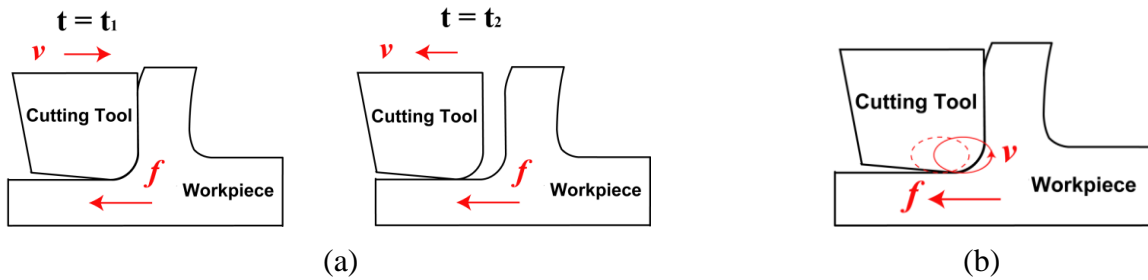 t = t₁
v
Cutting Tool
f
Workpiece
t = t₂
v
Cutting Tool
f
Workpiece
(a)
Cutting Tool
v
f
Workpiece
(b)